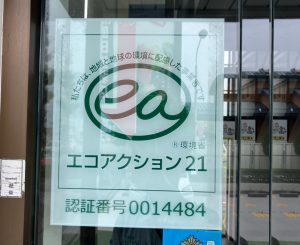 私たちは、地域と地球の環境に配慮した事業者です
ea
®環境省
エコアクション21
認証番号0014484